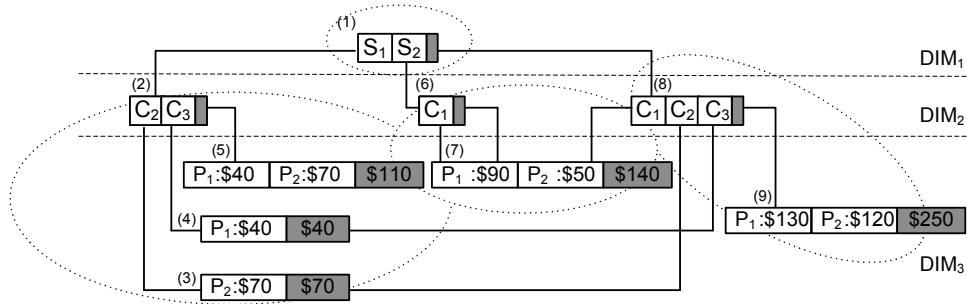 (1)
S₁ S₂
DIM₁
(2) (6) (8)
C₂ C₃ C₁ C₁ C₂ C₃
DIM₂
(5) (7)
P₁:$40 P₂:$70 $110 P₁ :$90 P₂ :$50 $140
(9)
P₁:$130 P₂:$120 $250
(4) P₁:$40 $40
DIM₃
(3) P₂:$70 $70